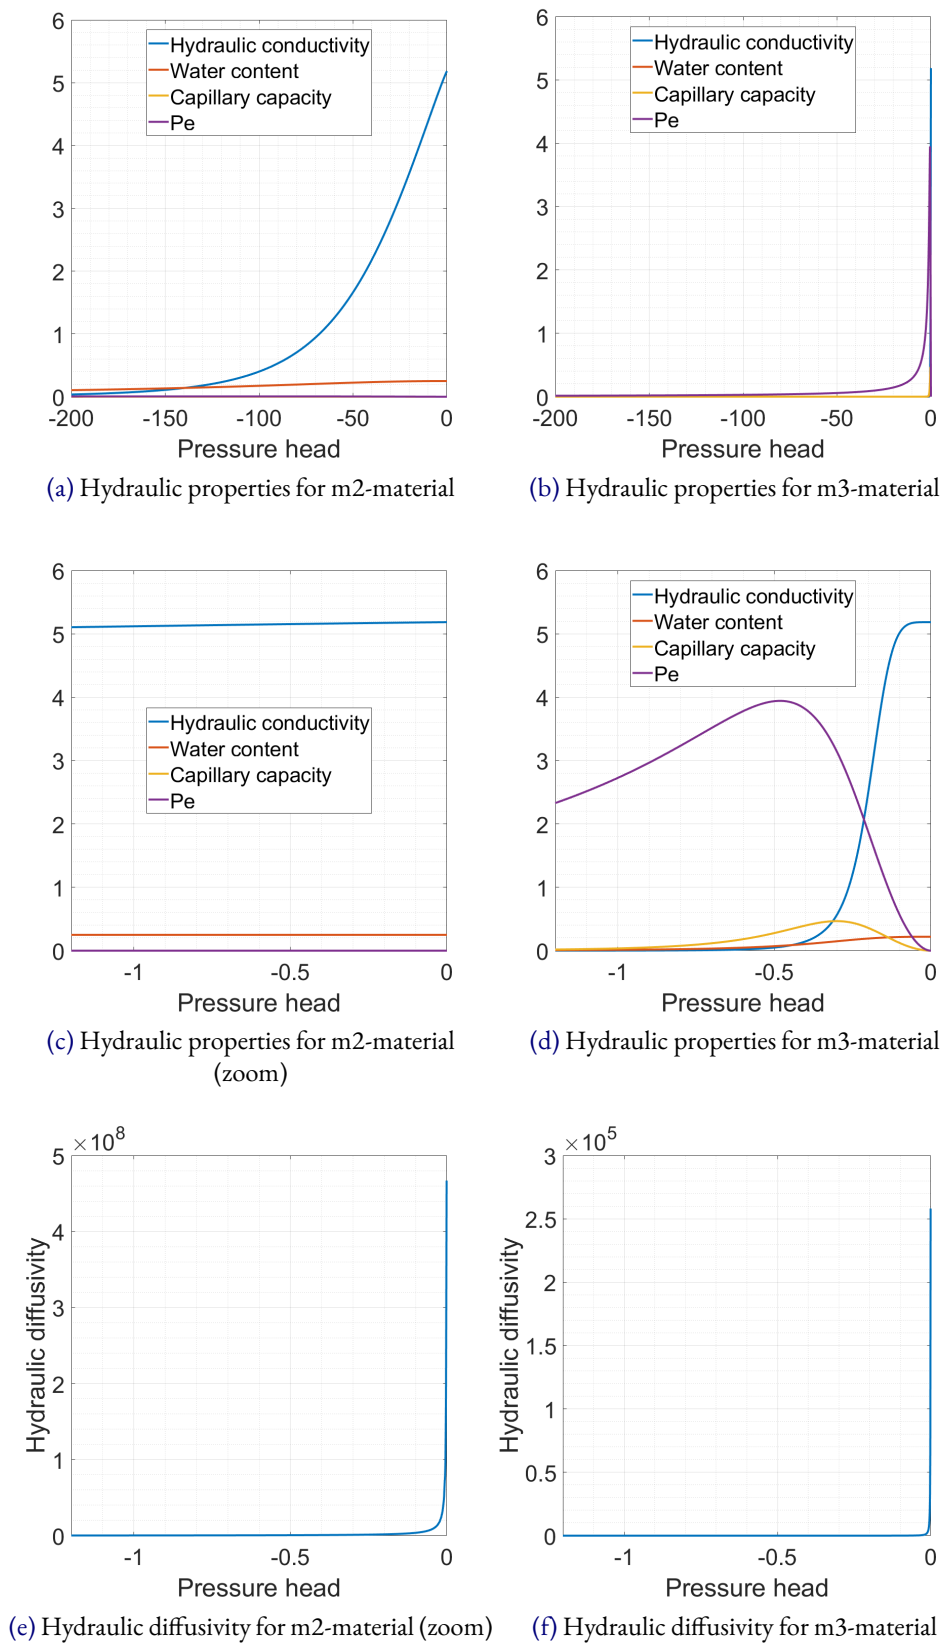 6
5
4
3
2
1
0
Hydraulic conductivity
Water content
Capillary capacity
Pe
-200
-150
-100
-50
0
Pressure head
(a) Hydraulic properties for m2-material
6
5
4
3
2
1
0
Hydraulic conductivity
Water content
Capillary capacity
Pe
-200
-150
-100
-50
0
Pressure head
(b) Hydraulic properties for m3-material
6
5
4
3
2
1
0
Hydraulic conductivity
Water content
Capillary capacity
Pe
-1
-0.5
0
Pressure head
(c) Hydraulic properties for m2-material
(zoom)
6
5
4
3
2
1
0
Hydraulic conductivity
Water content
Capillary capacity
Pe
-1
-0.5
0
Pressure head
(d) Hydraulic properties for m3-material
×10^8
5
4
3
2
1
0
Hydraulic diffusivity
-1
-0.5
0
Pressure head
(e) Hydraulic diffusivity for m2-material (zoom)
×10^5
3
2.5
2
1.5
1
0.5
0
Hydraulic diffusivity
-1
-0.5
0
Pressure head
(f) Hydraulic diffusivity for m3-material